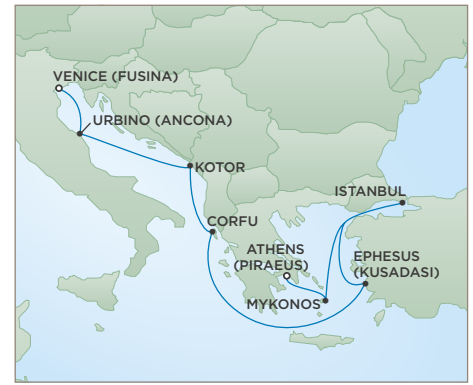 VENICE (FUSINA)
URBINO (ANCONA)
KOTOR
ISTANBUL
CORFU
ATHENS
(PIRAEUS)
EPHESUS
(KUSADASI)
MYKONOS